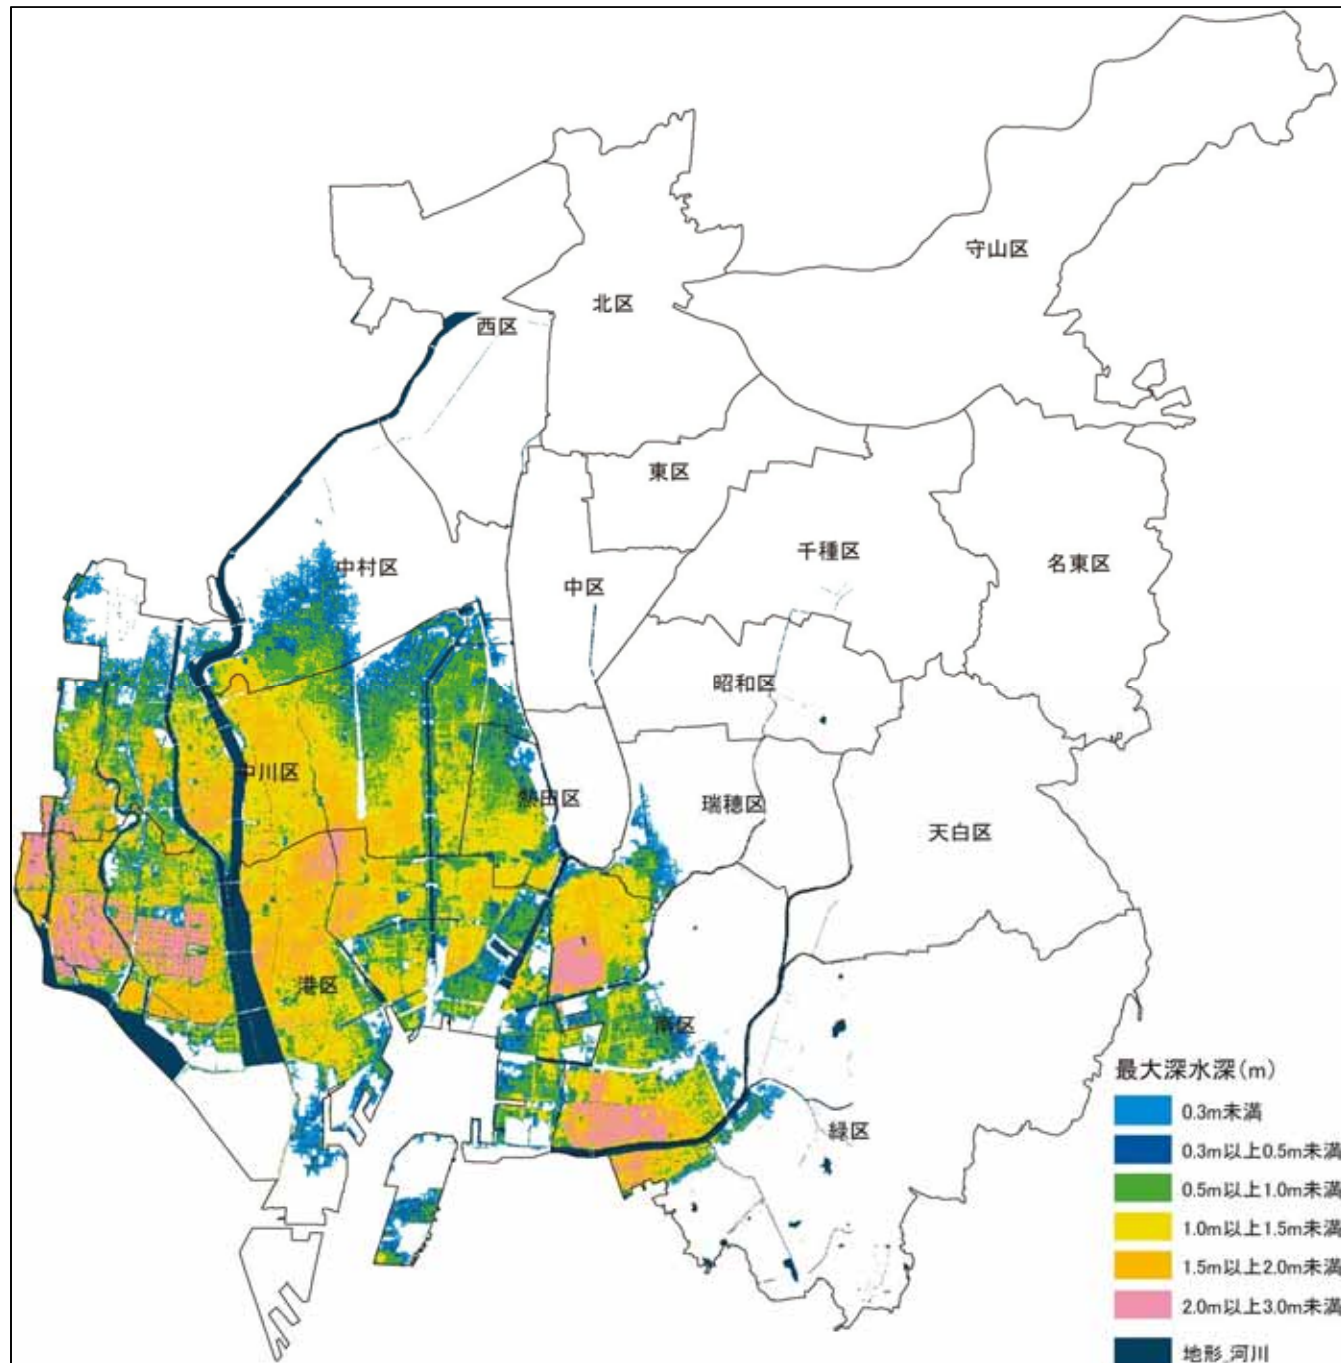 守山区
北区
西区
東区
千種区
名東区
中村区
中区
昭和区
中川区
熱田区
瑞穂区
天白区
港区
南区
緑区
最大深水深(m)
0.3m未満
0.3m以上0.5m未満
0.5m以上1.0m未満
1.0m以上1.5m未満
1.5m以上2.0m未満
2.0m以上3.0m未満
地形_河川